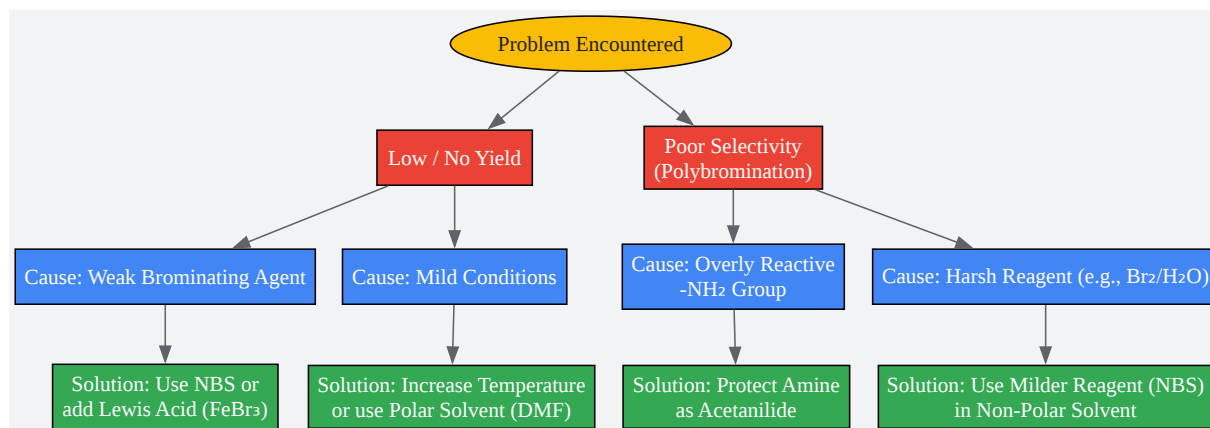 Problem Encountered
Low / No Yield
Poor Selectivity
(Polybromination)
Cause: Weak Brominating Agent
Cause: Mild Conditions
Cause: Overly Reactive
-NH₂ Group
Cause: Harsh Reagent (e.g., Br₂/H₂O)
Solution: Use NBS or
add Lewis Acid (FeBr₃)
Solution: Increase Temperature
or use Polar Solvent (DMF)
Solution: Protect Amine
as Acetanilide
Solution: Use Milder Reagent (NBS)
in Non-Polar Solvent